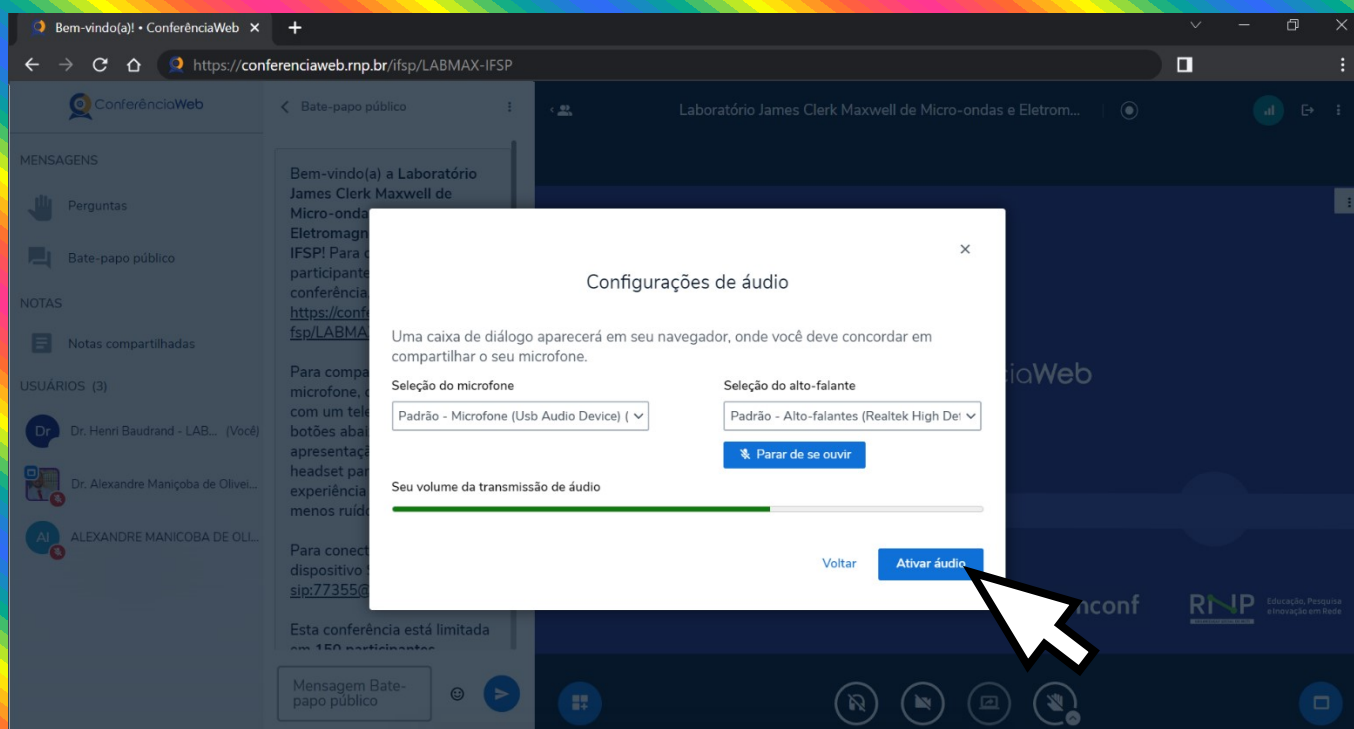 Bem-vindo(a)! • ConferênciaWeb
https://conferenciaweb.rnp.br/ifsp/LABMAX-IFSP
ConferênciaWeb
MENSAGENS
Perguntas
Bate-papo público
NOTAS
Notas compartilhadas
USUÁRIOS (3)
Dr
Dr. Henri Baudrand - LAB... (Você)
Dr. Alexandre Maniçoba de Olivei...
Al
ALEXANDRE MANICOBA DE OLI...
Bate-papo público
Bem-vindo(a) a Laboratório
James Clerk Maxwell de
Micro-onda
Eletromagn
IFSP! Para
participante
conferência
https://conf
fsp/LABMA
Para compa
microfone,
com um tele
botões abai
apresentaç
headset par
experiência
menos ruíd
Para conect
dispositivo
sip:77355@
Esta conferência está limitada
em 150 participantes
Mensagem Bate-
papo público
Laboratório James Clerk Maxwell de Micro-ondas e Eletrom...
Configurações de áudio
Uma caixa de diálogo aparecerá em seu navegador, onde você deve concordar em
compartilhar o seu microfone.
Seleção do microfone
Seleção do alto-falante
Padrão - Microfone (Usb Audio Device) (
Padrão - Alto-falantes (Realtek High Def
Parar de se ouvir
Seu volume da transmissão de áudio
Voltar
Ativar áudio
iaWeb
nconf
RNP
Educação, Pesquisa
e Inovação em Rede